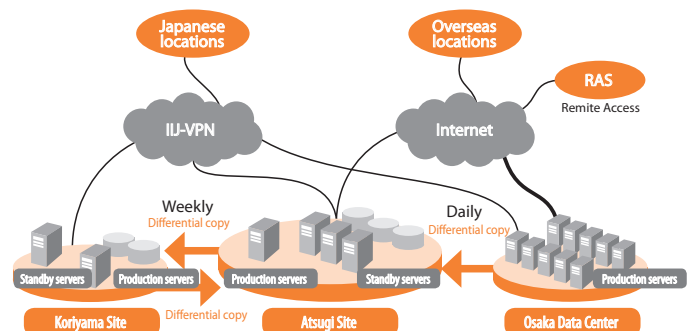 Japanese
locations
Overseas
locations
RAS
Remite Access
IIJ-VPN
Internet
Weekly
Differential copy
Daily
Differential copy
Standby servers
Production servers
Production servers
Standby servers
Production servers
Differential copy
Koriyama Site
Atsugi Site
Osaka Data Center